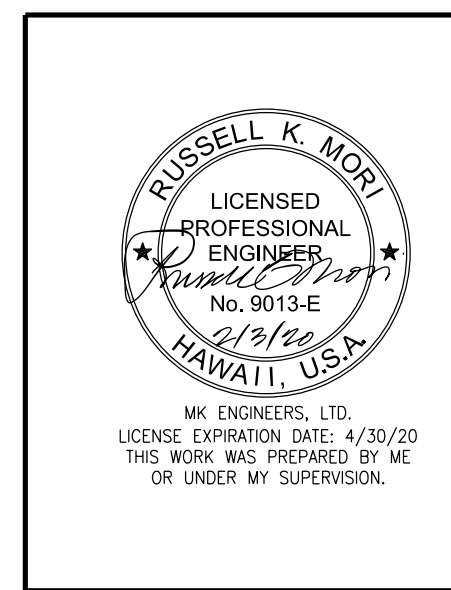 RUSSELL K. MORI
LICENSED
PROFESSIONAL
ENGINEER
No. 9013-E
2/3/20
HAWAII, U.S.A.
MK ENGINEERS, LTD.
LICENSE EXPIRATION DATE: 4/30/20
THIS WORK WAS PREPARED BY ME
OR UNDER MY SUPERVISION.